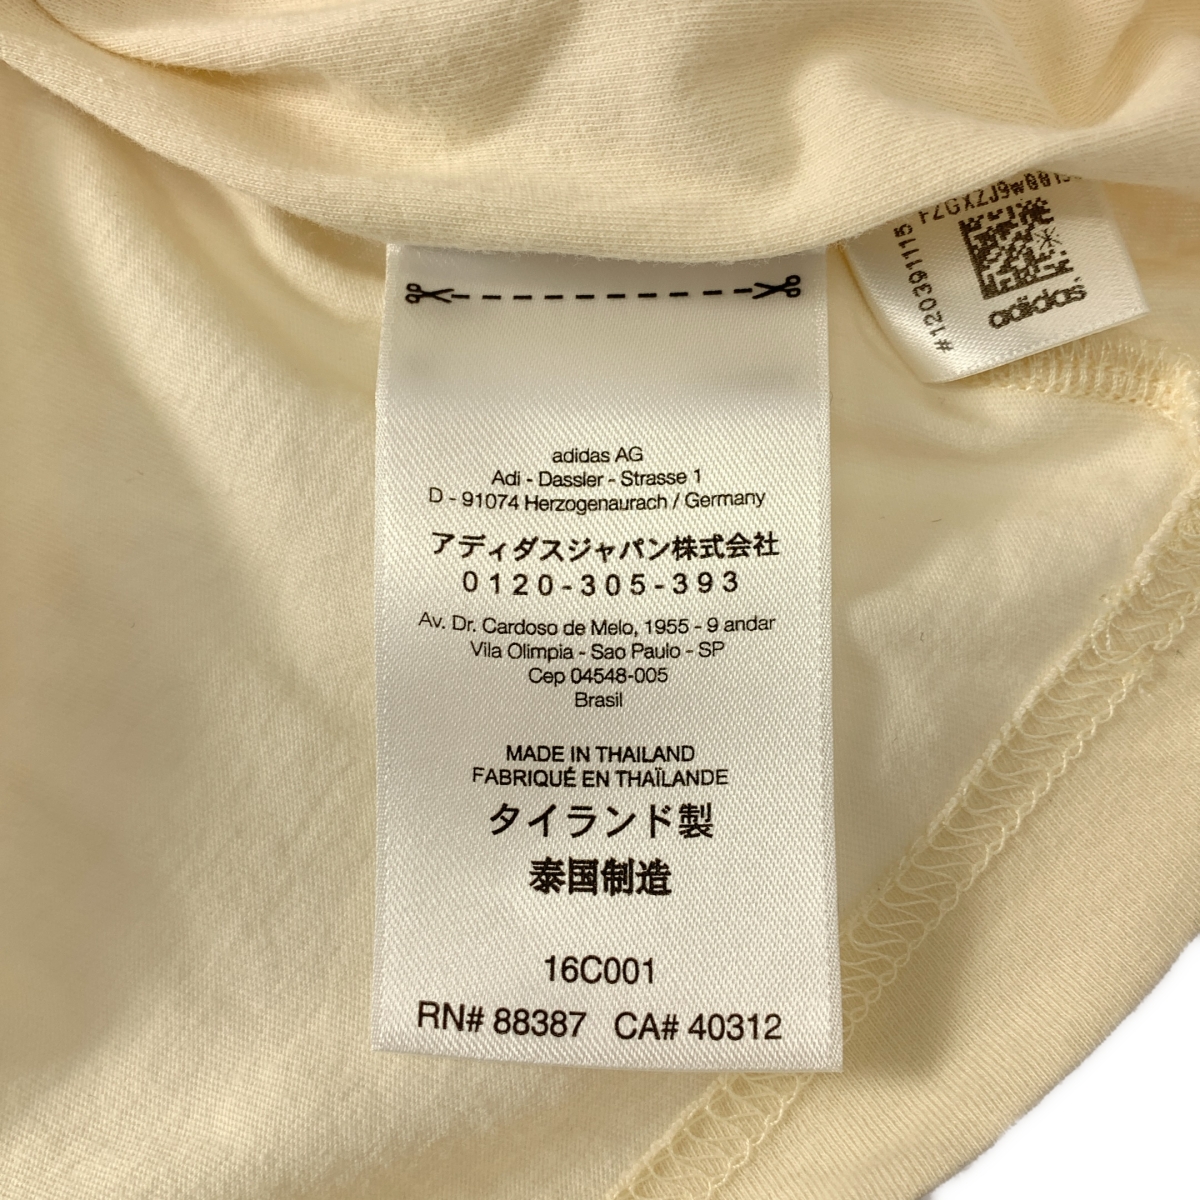 adidas AG
Adi - Dassler - Strasse 1
D - 91074 Herzogenaurach / Germany
アディダスジャパン株式会社
0120-305-393
Av. Dr. Cardoso de Melo, 1955 - 9 andar
Vila Olimpia - Sao Paulo - SP
Cep 04548-005
Brasil
MADE IN THAILAND
FABRIQUÉ EN THAÏLANDE
タイランド製
泰国制造
16C001
RN# 88387 CA# 40312
#120391115
adidas